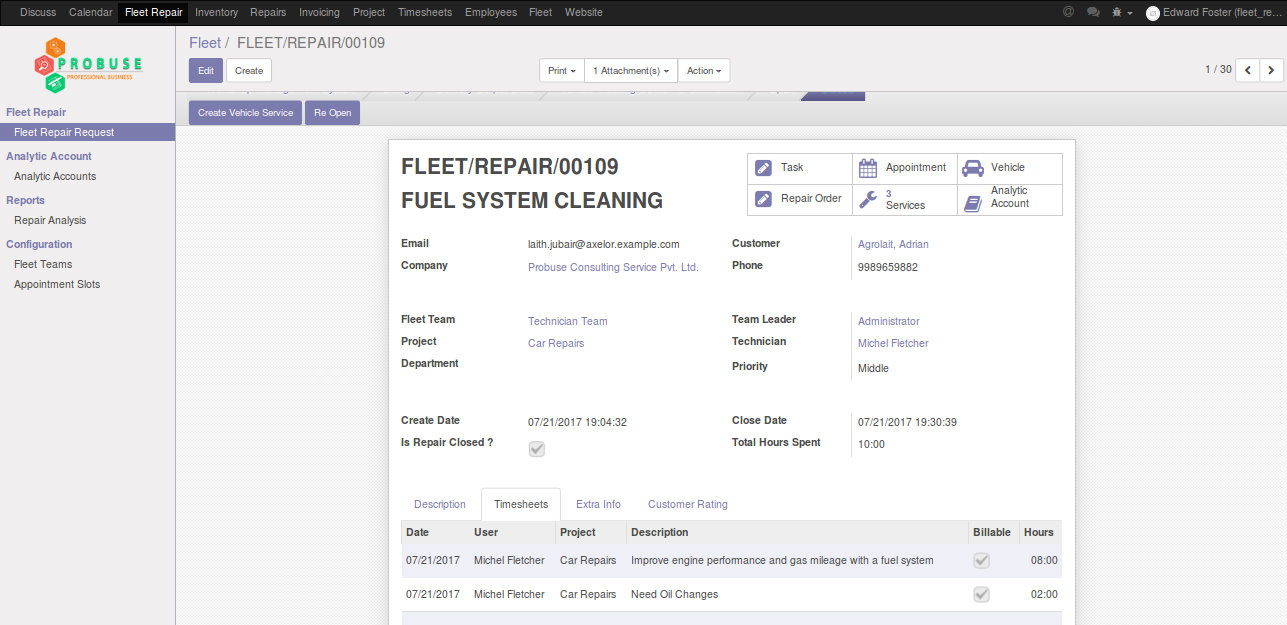 Discuss Calendar Fleet Repair Inventory Repairs Invoicing Project Timesheets Employees Fleet Website @ Edward Foster (fleet_re...
PROBUSE
PROFESSIONAL BUSINESS
Fleet / FLEET/REPAIR/00109
Edit Create Print 1 Attachment(s) Action 1 / 30
Fleet Repair
Fleet Repair Request
Analytic Account
Analytic Accounts
Reports
Repair Analysis
Configuration
Fleet Teams
Appointment Slots
Create Vehicle Service Re Open
FLEET/REPAIR/00109
FUEL SYSTEM CLEANING
Task Appointment Vehicle
Repair Order 3 Services Analytic Account
Email laith.jubair@axelor.example.com Customer Agrolait, Adrian
Company Probuse Consulting Service Pvt. Ltd. Phone 9989659882
Fleet Team Technician Team Team Leader Administrator
Project Car Repairs Technician Michel Fletcher
Department Priority Middle
Create Date 07/21/2017 19:04:32 Close Date 07/21/2017 19:30:39
Is Repair Closed ? Total Hours Spent 10:00
Description Timesheets Extra Info Customer Rating
Date User Project Description Billable Hours
07/21/2017 Michel Fletcher Car Repairs Improve engine performance and gas mileage with a fuel system 08:00
07/21/2017 Michel Fletcher Car Repairs Need Oil Changes 02:00